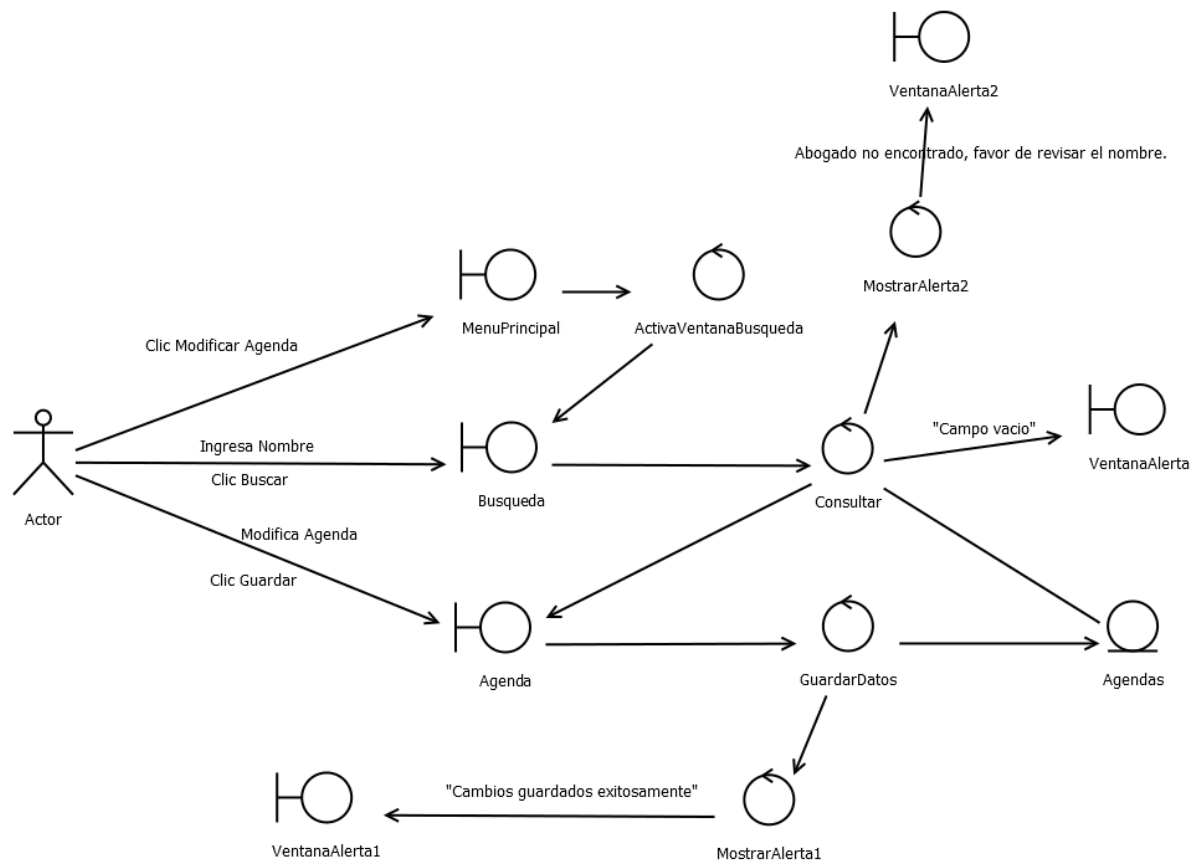 VentanaAlerta2
Abogado no encontrado, favor de revisar el nombre.
MostrarAlerta2
MenuPrincipal
ActivaVentanaBusqueda
Clic Modificar Agenda
Ingresa Nombre
Clic Buscar
Busqueda
Consultar
"Campo vacio"
VentanaAlerta
Actor
Modifica Agenda
Clic Guardar
Agenda
GuardarDatos
Agendas
"Cambios guardados exitosamente"
VentanaAlerta1
MostrarAlerta1